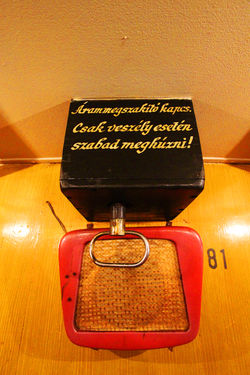 Árammegszakító kapcs.
Csak veszély esetén
szabad meghúzni!
81